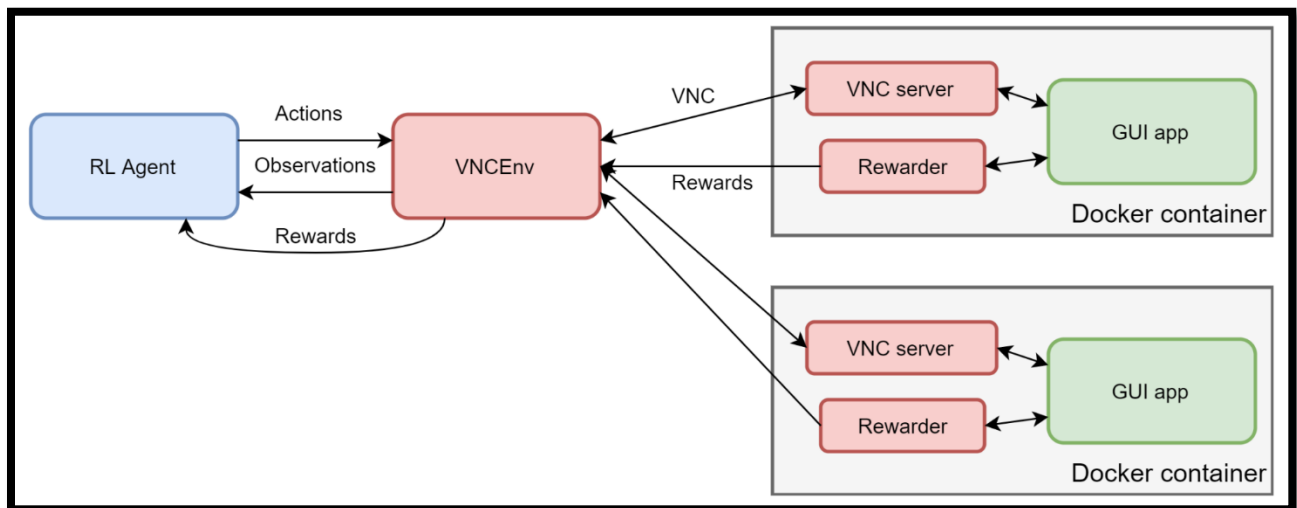 Actions
RL Agent
Observations
Rewards
VNCEnv
VNC
Rewards
VNC server
Rewarder
GUI app
Docker container
VNC server
Rewarder
GUI app
Docker container